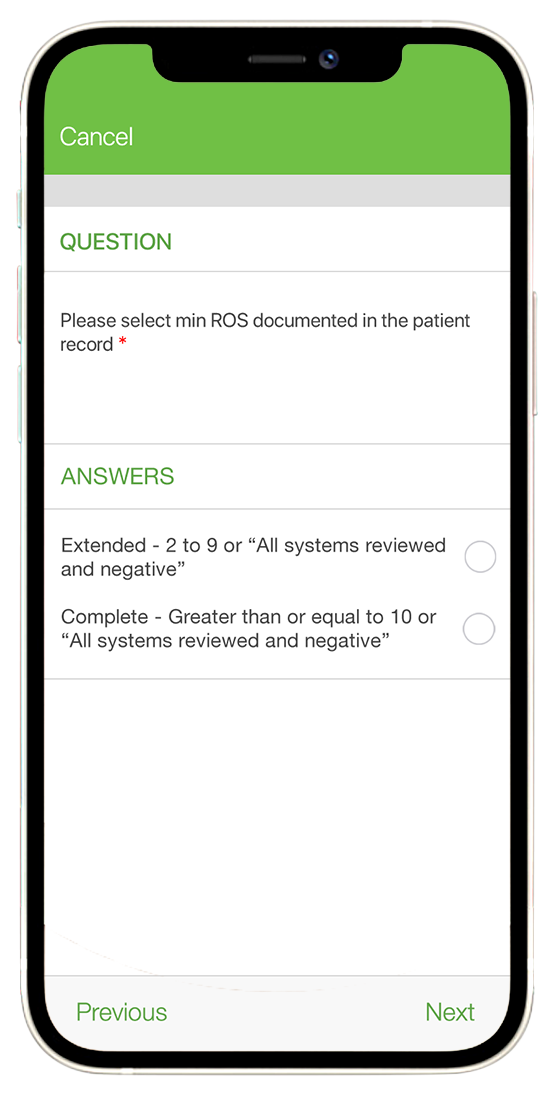 Cancel
QUESTION
Please select min ROS documented in the patient
record *
ANSWERS
Extended - 2 to 9 or “All systems reviewed
and negative”
Complete - Greater than or equal to 10 or
“All systems reviewed and negative”
Previous
Next